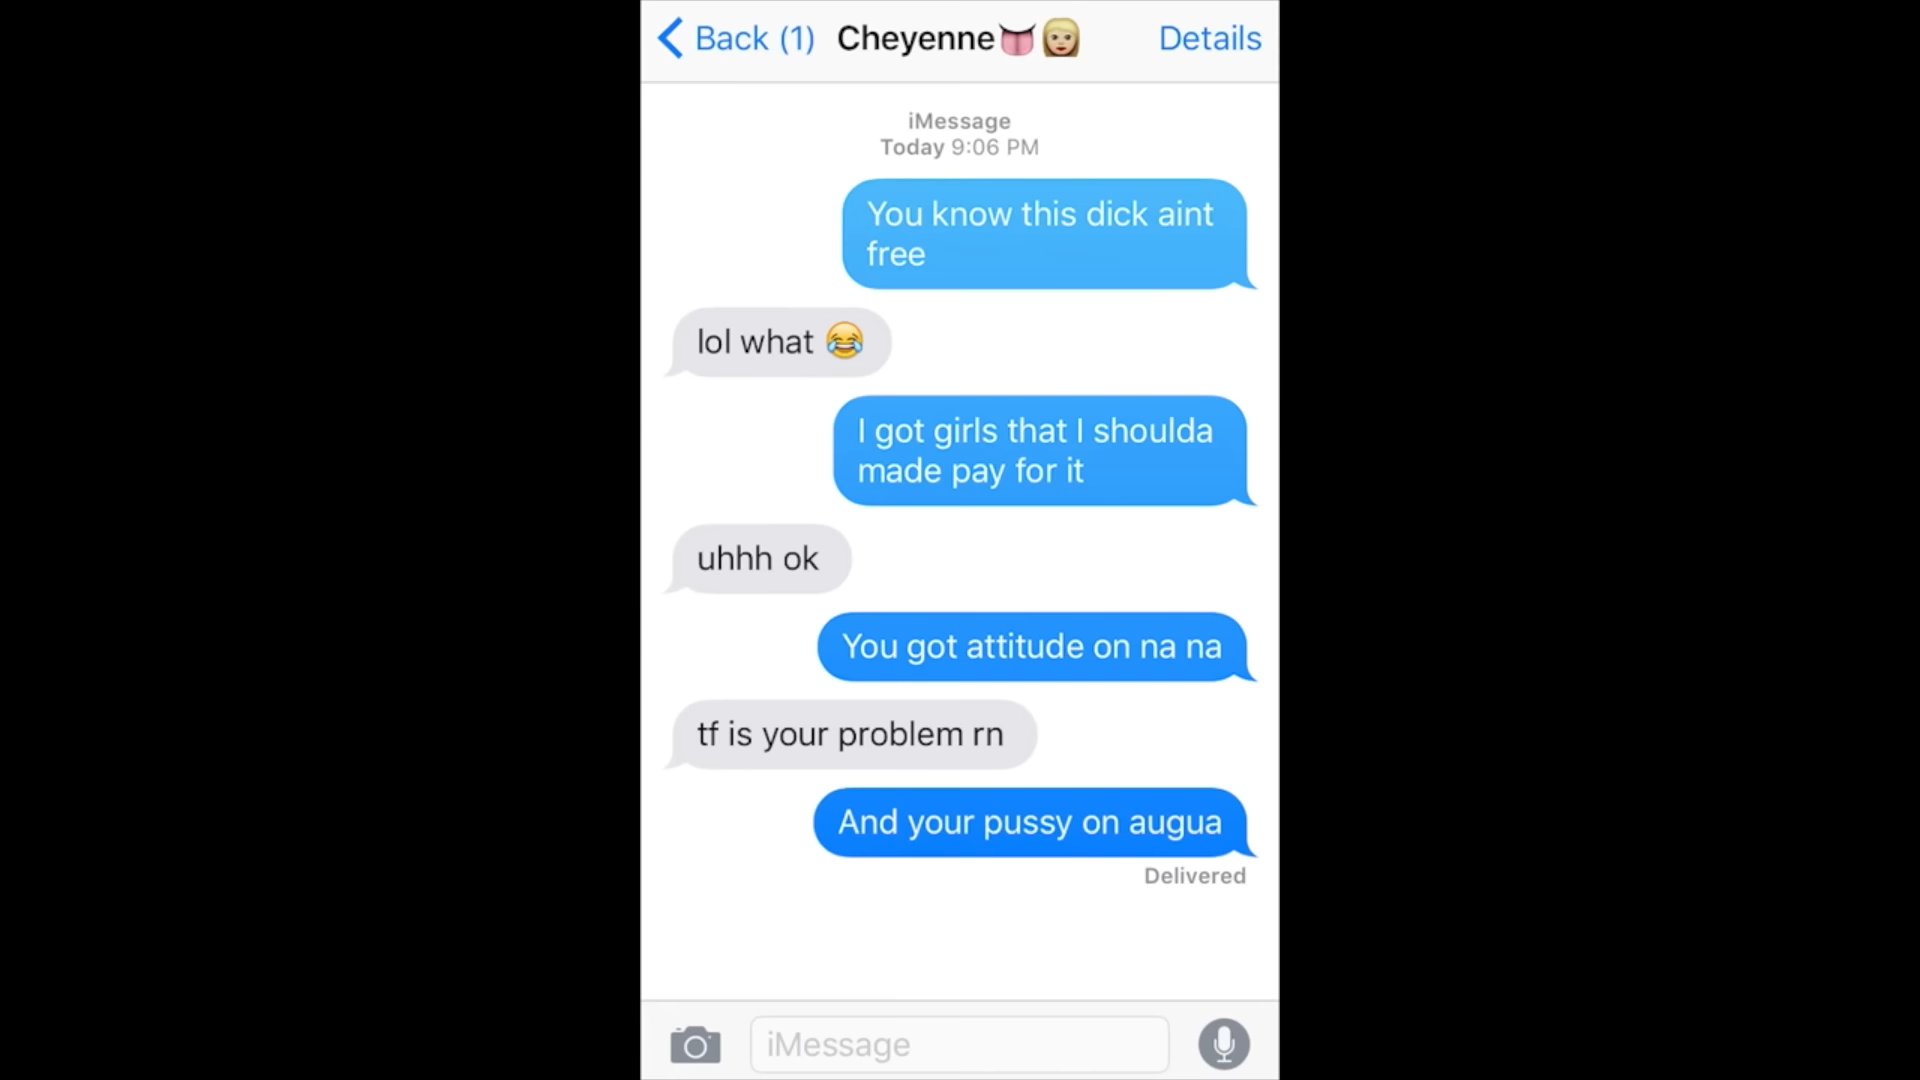 Back (1) Cheyenne👅👩🏼 Details
iMessage
Today 9:06 PM
You know this dick aint
free
lol what 😂
I got girls that I shoulda
made pay for it
uhhh ok
You got attitude on na na
tf is your problem rn
And your pussy on augua
Delivered
iMessage